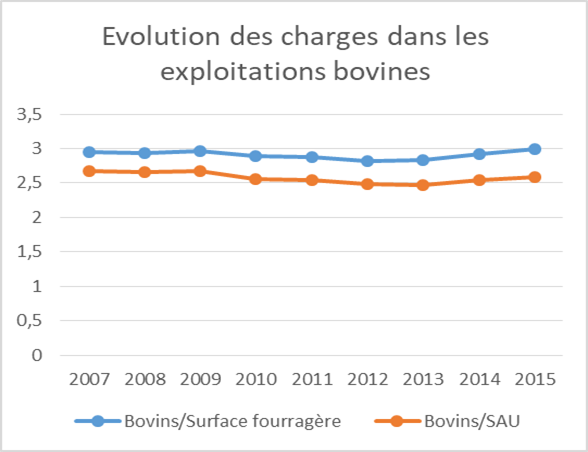 Evolution des charges dans les
exploitations bovines
3,5
3
2,5
2
1,5
1
0,5
0
2007 2008 2009 2010 2011 2012 2013 2014 2015
Bovins/Surface fourragère Bovins/SAU